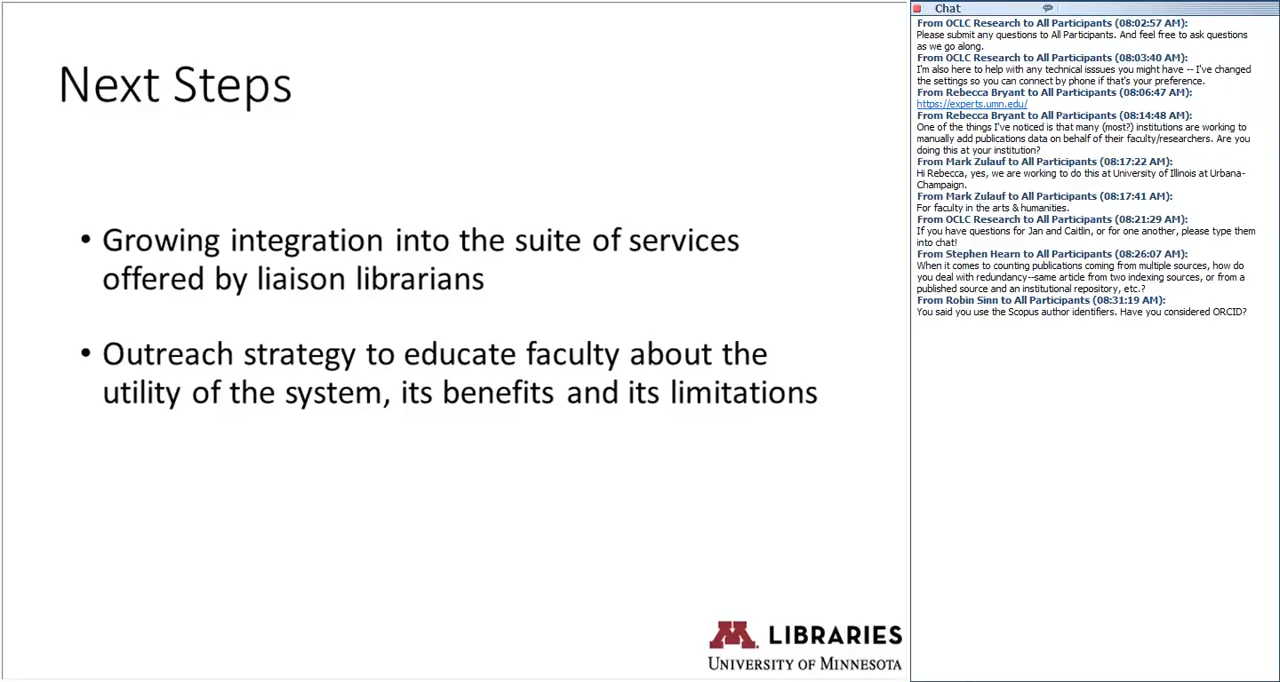 Next Steps
• Growing integration into the suite of services
offered by liaison librarians
• Outreach strategy to educate faculty about the
utility of the system, its benefits and its limitations
M LIBRARIES
UNIVERSITY OF MINNESOTA
Chat
From OCLC Research to All Participants (08:02:57 AM):
Please submit any questions to All Participants. And feel free to ask questions
as we go along.
From OCLC Research to All Participants (08:03:40 AM):
I'm also here to help with any technical isssues you might have -- I've changed
the settings so you can connect by phone if that's your preference.
From Rebecca Bryant to All Participants (08:06:47 AM):
https://experts.umn.edu/
From Rebecca Bryant to All Participants (08:14:48 AM):
One of the things I've noticed is that many (most?) institutions are working to
manually add publications data on behalf of their faculty/researchers. Are you
doing this at your institution?
From Mark Zulauf to All Participants (08:17:22 AM):
Hi Rebecca, yes, we are working to do this at University of Illinois at Urbana-
Champaign.
From Mark Zulauf to All Participants (08:17:41 AM):
For faculty in the arts & humanities.
From OCLC Research to All Participants (08:21:29 AM):
If you have questions for Jan and Caitlin, or for one another, please type them
into chat!
From Stephen Hearn to All Participants (08:26:07 AM):
When it comes to counting publications coming from multiple sources, how do
you deal with redundancy--same article from two indexing sources, or from a
published source and an institutional repository, etc.?
From Robin Sinn to All Participants (08:31:19 AM):
You said you use the Scopus author identifiers. Have you considered ORCID?